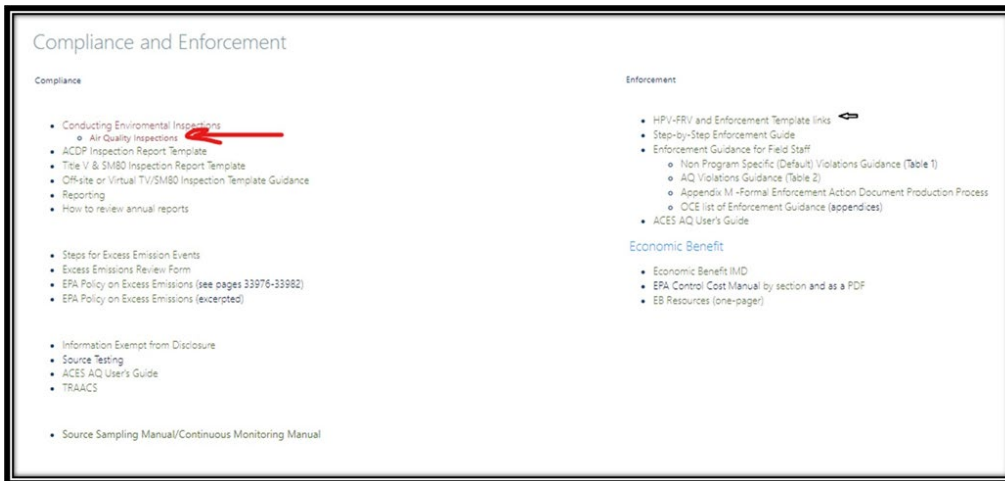 Compliance and Enforcement
Compliance
Conducting Enviromental Inspections
Air Quality Inspections
ACDP Inspection Report Template
Title V & SM80 Inspection Report Template
Off-site or Virtual TV/SM80 Inspection Template Guidance
Reporting
How to review annual reports
Steps for Excess Emission Events
Excess Emissions Review Form
EPA Policy on Excess Emissions (see pages 33976-33982)
EPA Policy on Excess Emissions (excerpted)
Information Exempt from Disclosure
Source Testing
ACES AQ User's Guide
TRAACS
Source Sampling Manual/Continuous Monitoring Manual
Enforcement
HPV-FRV and Enforcement Template links
Step-by-Step Enforcement Guide
Enforcement Guidance for Field Staff
Non Program Specific (Default) Violations Guidance (Table 1)
AQ Violations Guidance (Table 2)
Appendix M -Formal Enforcement Action Document Production Process
OCE list of Enforcement Guidance (appendices)
ACES AQ User's Guide
Economic Benefit
Economic Benefit IMD
EPA Control Cost Manual by section and as a PDF
EB Resources (one-pager)